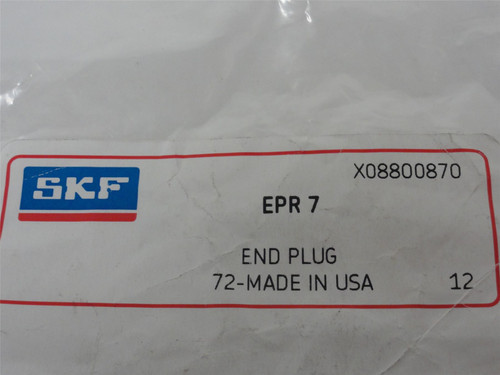 X08800870
SKF
EPR 7
END PLUG
72-MADE IN USA 12